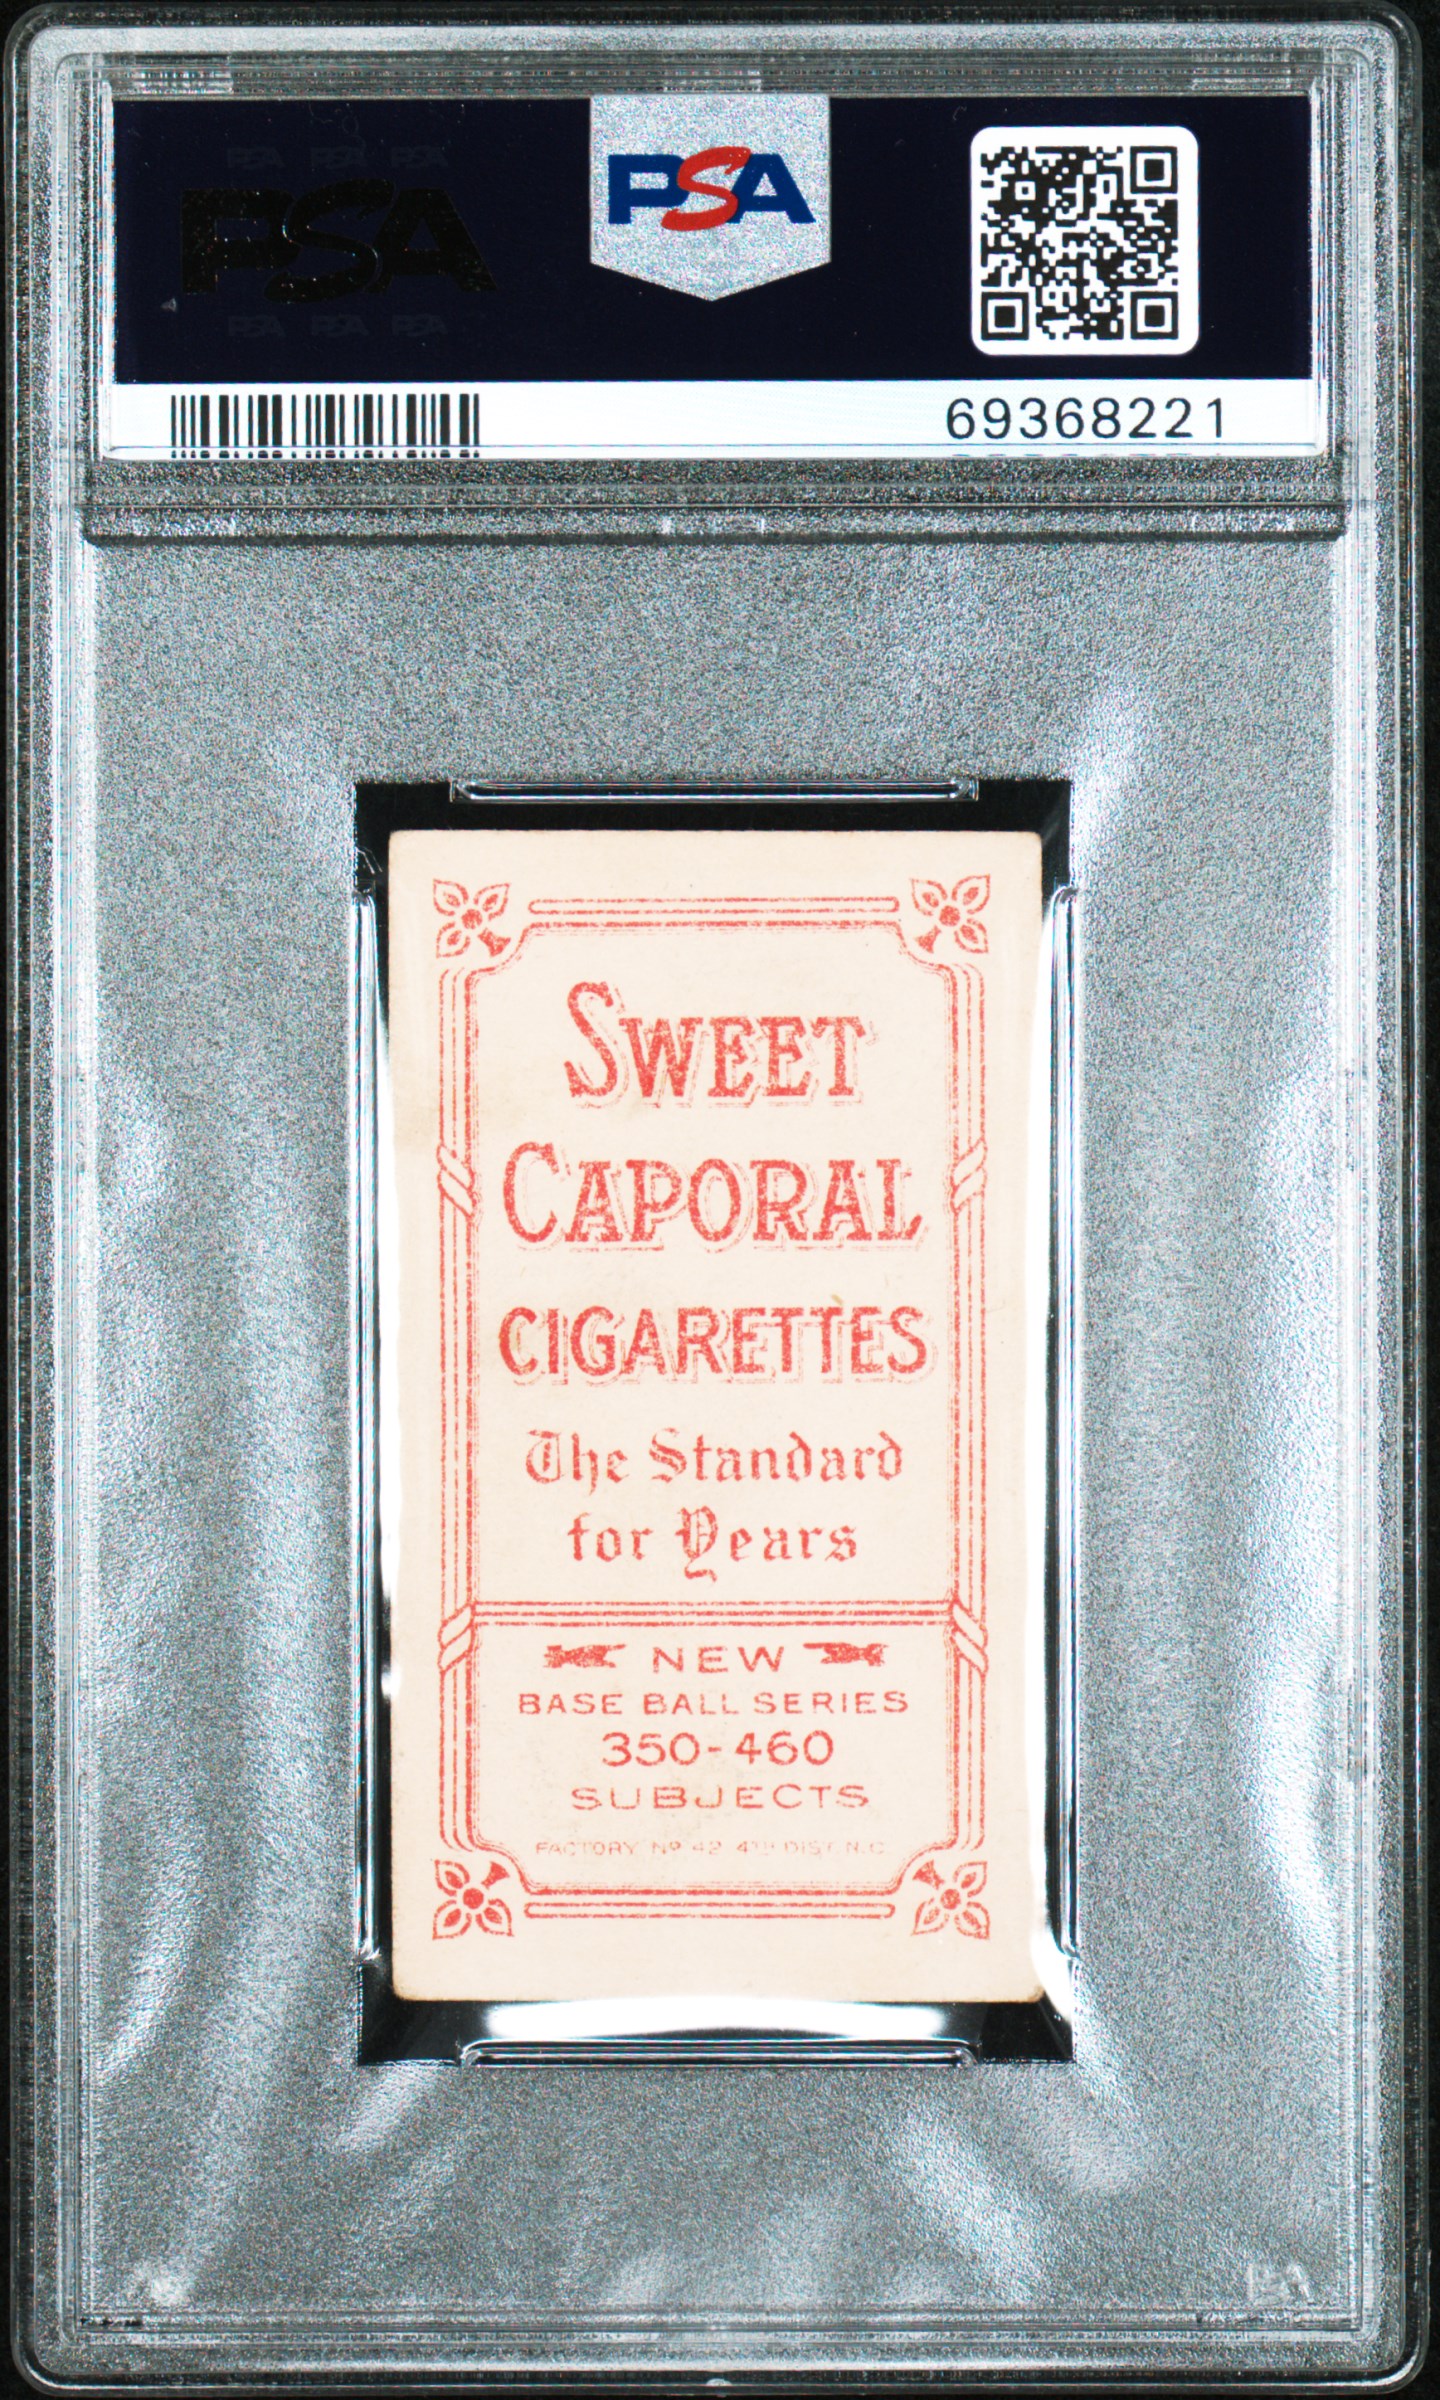 PSA
PSA
69368221
SWEET
CAPORAL
CIGARETTES
The Standard
for Years
NEW
BASE BALL SERIES
350-460
SUBJECTS
FACTORY Nº 42 4TH DIST. N.C.
PSA